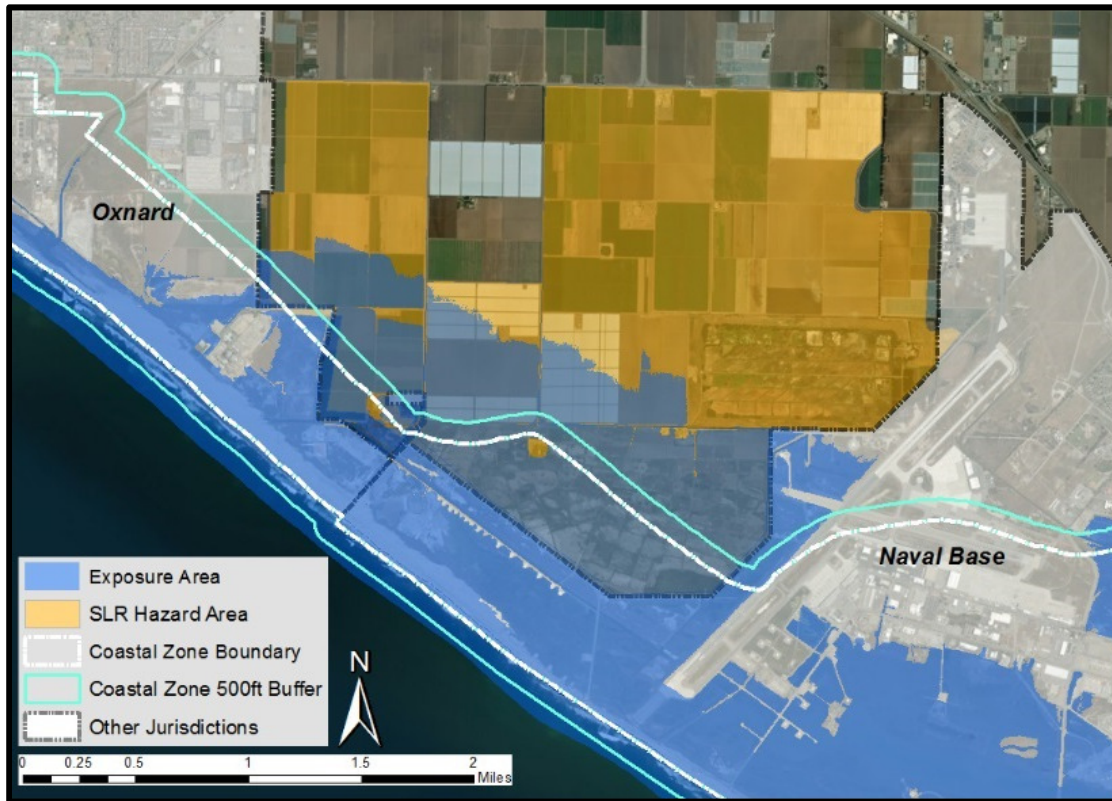 Oxnard
Naval Base
Exposure Area
SLR Hazard Area
Coastal Zone Boundary
Coastal Zone 500ft Buffer
Other Jurisdictions
N
0 0.25 0.5 1 1.5 2
Miles